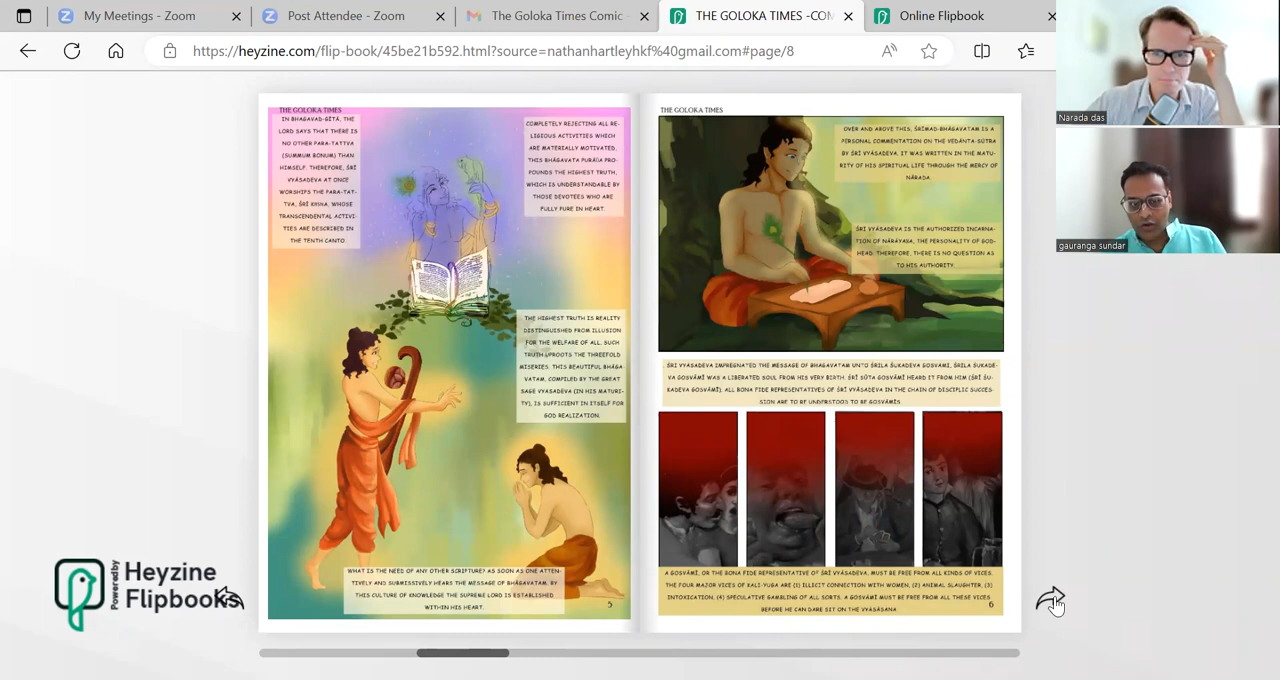 My Meetings - Zoom
Post Attendee - Zoom
The Goloka Times Comic
THE GOLOKA TIMES -COM
Online Flipbook
https://heyzine.com/flip-book/45be21b592.html?source=nathanhartleyhkf%40gmail.com#page/8
Narada das
gauranga sundar
THE GOLOKA TIMES
IN BHAGAVAD-GĪTĀ, THE
LORD SAYS THAT THERE IS
NO OTHER PARA-TATTVA
(SUMMUM BONUM) THAN
HIMSELF. THEREFORE, ŚRĪ
VYĀSADEVA AT ONCE
WORSHIPS THE PARA-TAT-
TVA, ŚRĪ KṚṢṆA, WHOSE
TRANSCENDENTAL ACTIVI-
TIES ARE DESCRIBED IN
THE TENTH CANTO.
COMPLETELY REJECTING ALL RE-
LIGIOUS ACTIVITIES WHICH
ARE MATERIALLY MOTIVATED,
THIS BHĀGAVATA PURĀṆA PRO-
POUNDS THE HIGHEST TRUTH,
WHICH IS UNDERSTANDABLE BY
THOSE DEVOTEES WHO ARE
FULLY PURE IN HEART.
THE HIGHEST TRUTH IS REALITY
DISTINGUISHED FROM ILLUSION
FOR THE WELFARE OF ALL. SUCH
TRUTH UPROOTS THE THREEFOLD
MISERIES. THIS BEAUTIFUL BHĀGA-
VATAM, COMPILED BY THE GREAT
SAGE VYĀSADEVA (IN HIS MATURI-
TY), IS SUFFICIENT IN ITSELF FOR
GOD REALIZATION.
WHAT IS THE NEED OF ANY OTHER SCRIPTURE? AS SOON AS ONE ATTEN-
TIVELY AND SUBMISSIVELY HEARS THE MESSAGE OF BHĀGAVATAM, BY
THIS CULTURE OF KNOWLEDGE THE SUPREME LORD IS ESTABLISHED
WITHIN HIS HEART.
5
THE GOLOKA TIMES
OVER AND ABOVE THIS, ŚRĪMAD-BHĀGAVATAM IS A
PERSONAL COMMENTARY ON THE VEDĀNTA-SŪTRA
BY ŚRĪ VYĀSADEVA. IT WAS WRITTEN IN THE MATU-
RITY OF HIS SPIRITUAL LIFE THROUGH THE MERCY OF
NĀRADA.
ŚRĪ VYĀSADEVA IS THE AUTHORIZED INCARNA-
TION OF NĀRĀYAṆA, THE PERSONALITY OF GOD-
HEAD. THEREFORE, THERE IS NO QUESTION AS
TO HIS AUTHORITY.
ŚRĪ VYĀSADEVA IMPREGNATED THE MESSAGE OF BHĀGAVATAM UNTO ŚRĪLA ŚUKADEVA GOSVĀMĪ. ŚRĪLA ŚUKADE-
VA GOSVĀMĪ WAS A LIBERATED SOUL FROM HIS VERY BIRTH. ŚRĪ SŪTA GOSVĀMĪ HEARD IT FROM HIM (ŚRĪ ŚU-
KADEVA GOSVĀMĪ). ALL BONA FIDE REPRESENTATIVES OF ŚRĪ VYĀSADEVA IN THE CHAIN OF DISCIPLIC SUCCES-
SION ARE TO BE UNDERSTOOD TO BE GOSVĀMĪS.
A GOSVĀMĪ, OR THE BONA FIDE REPRESENTATIVE OF ŚRĪ VYĀSADEVA, MUST BE FREE FROM ALL KINDS OF VICES.
THE FOUR MAJOR VICES OF KALI-YUGA ARE (1) ILLICIT CONNECTION WITH WOMEN, (2) ANIMAL SLAUGHTER, (3)
INTOXICATION, (4) SPECULATIVE GAMBLING OF ALL SORTS. A GOSVĀMĪ MUST BE FREE FROM ALL THESE VICES
BEFORE HE CAN DARE SIT ON THE VYĀSĀSANA
6
Powered by
Heyzine
Flipbooks